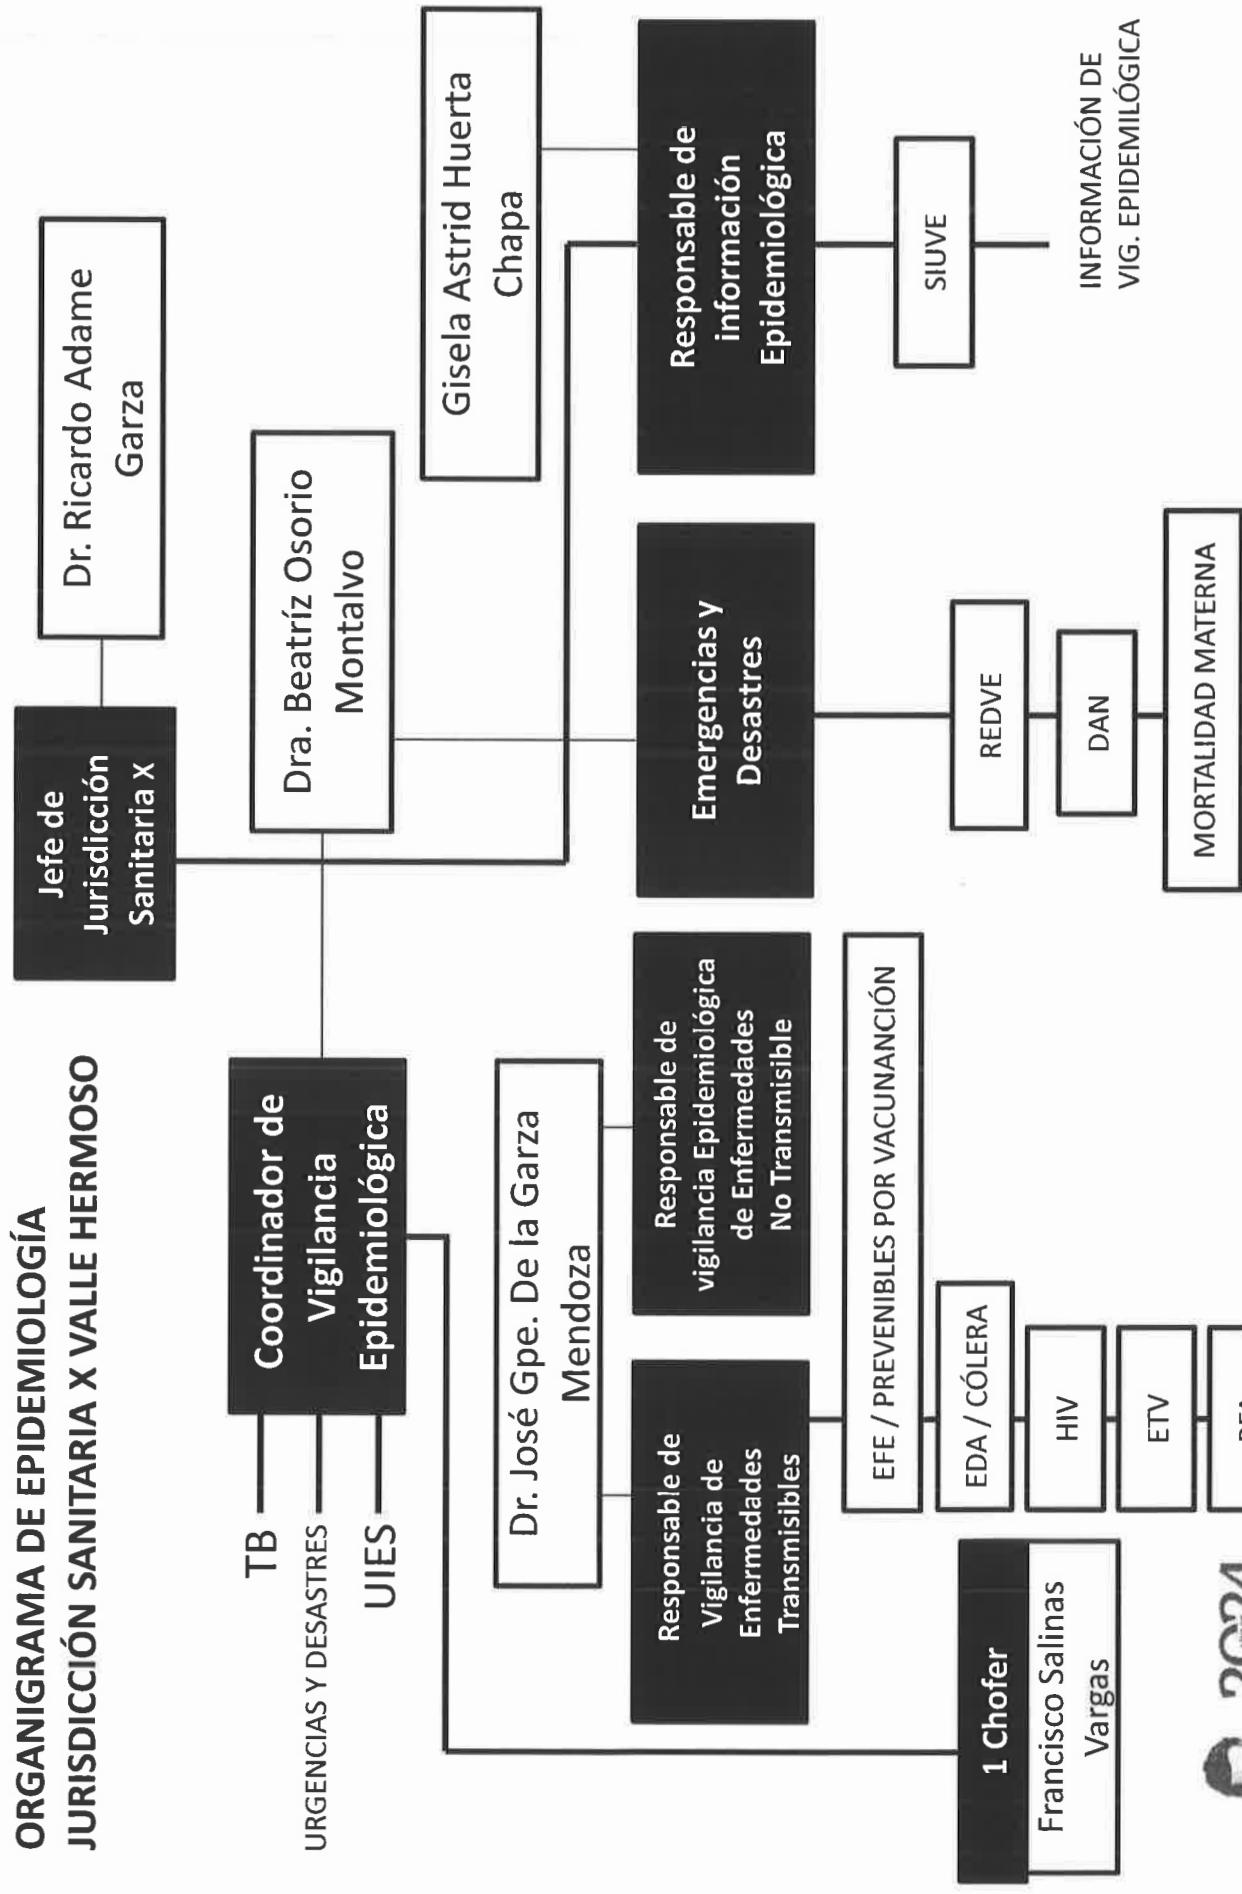 ORGANIGRAMA DE EPIDEMIOLOGÍA
JURISDICCIÓN SANITARIA X VALLE HERMOSO
Jefe de
Jurisdicción
Sanitaria X
Dr. Ricardo Adame
Garza
TB
URGENCIAS Y DESASTRES
UIES
Coordinador de
Vigilancia
Epidemiológica
Dra. Beatríz Osorio
Montalvo
Gisela Astrid Huerta
Chapa
Dr. José Gpe. De la Garza
Mendoza
Responsable de
Vigilancia de
Enfermedades
Transmisibles
Responsable de
vigilancia Epidemiológica
de Enfermedades
No Transmisible
Emergencias y
Desastres
Responsable de
información
Epidemiológica
EFE / PREVENIBLES POR VACUNANCIÓN
EDA / CÓLERA
HIV
ETV
REDVE
DAN
MORTALIDAD MATERNA
SIUVE
INFORMACIÓN DE
VIG. EPIDEMILÓGICA
1 Chofer
Francisco Salinas
Vargas
2024